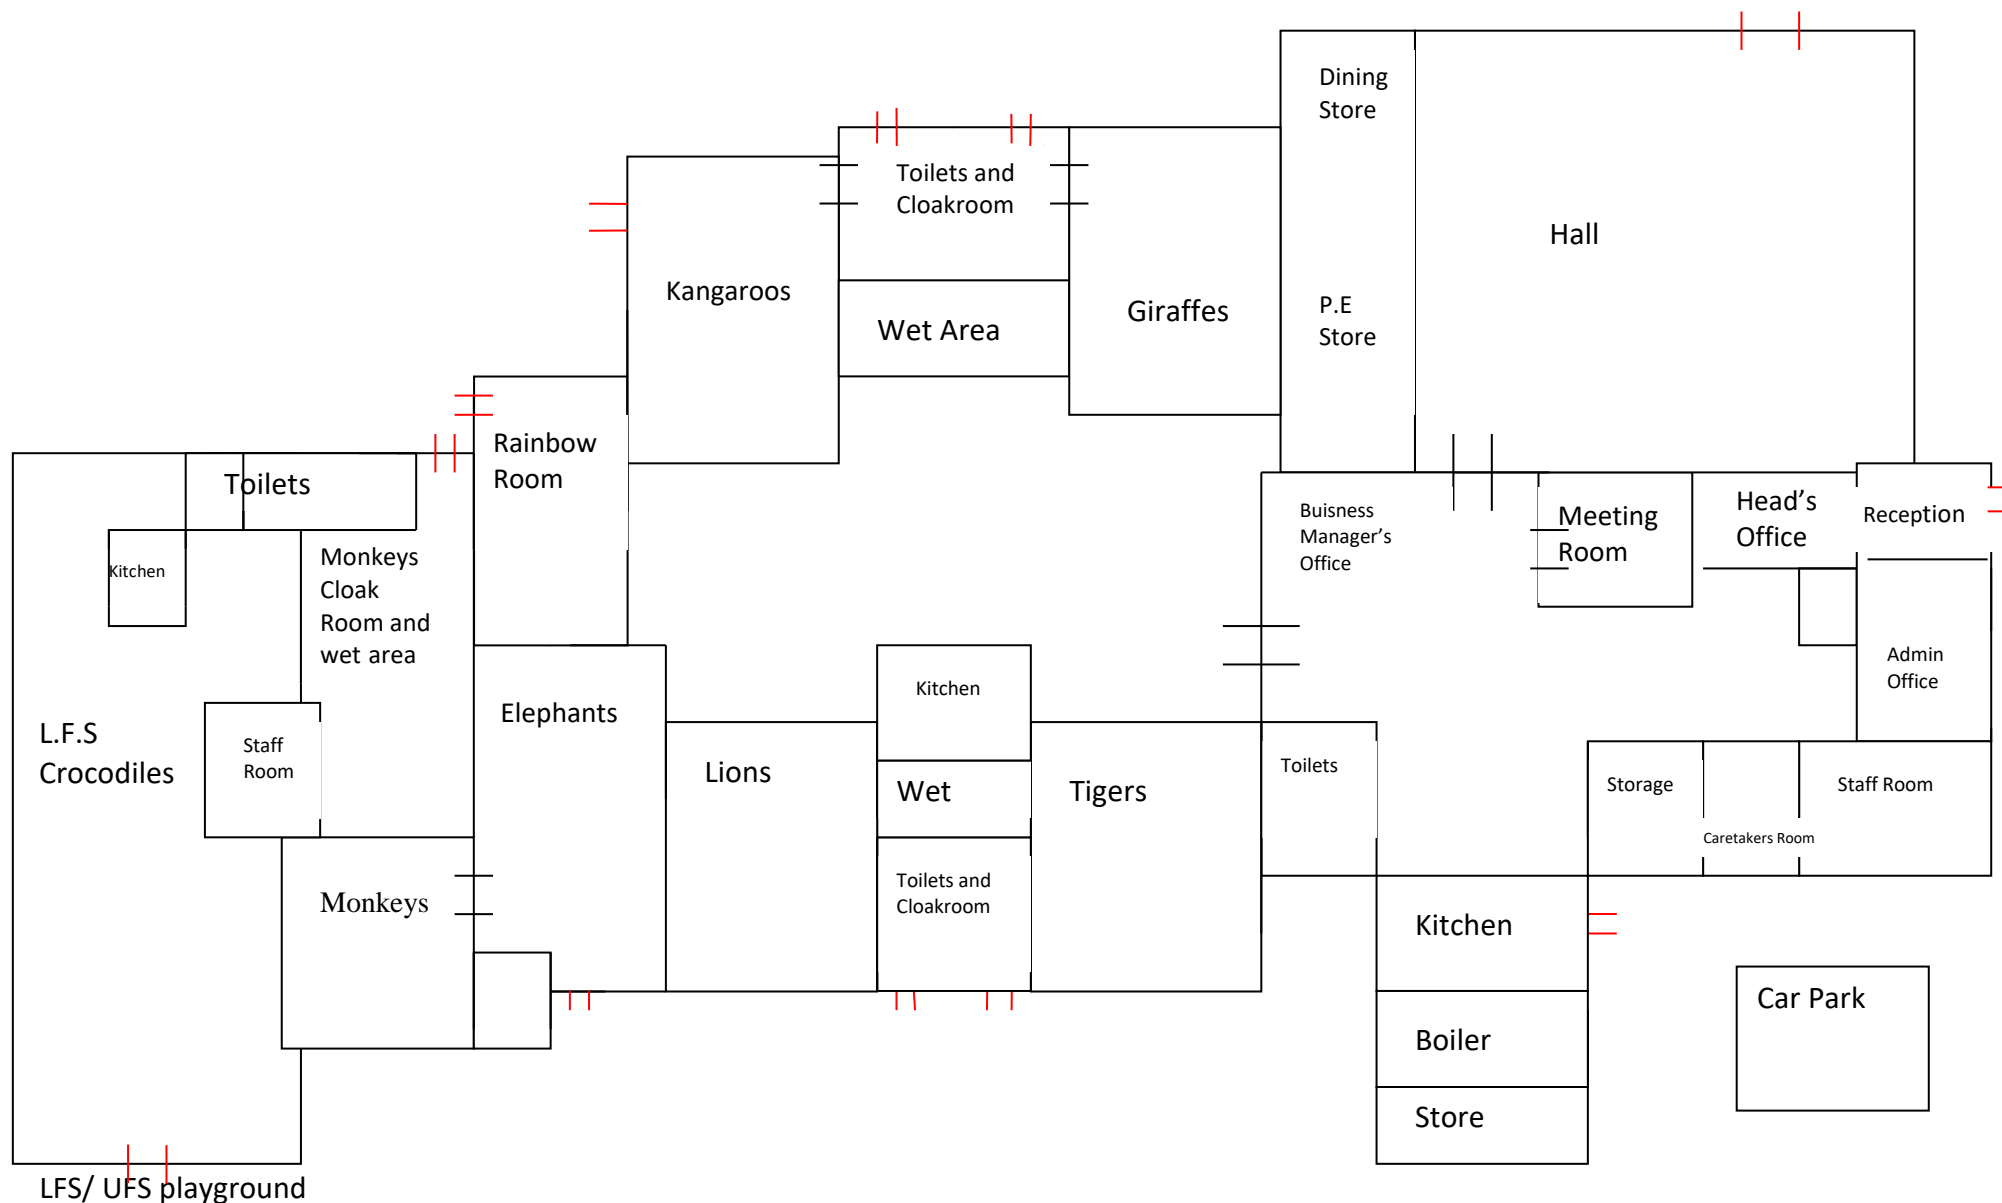 Dining
Store
Toilets and
Cloakroom
Hall
Kangaroos
Giraffes
P.E
Store
Wet Area
Rainbow
Room
Toilets
Buisness
Manager's
Office
Meeting
Room
Head's
Office
Reception
Kitchen
Monkeys
Cloak
Room and
wet area
Admin
Office
Kitchen
Elephants
L.F.S
Crocodiles
Staff
Room
Lions
Wet
Tigers
Toilets
Storage
Staff Room
Caretakers Room
Monkeys
Toilets and
Cloakroom
Kitchen
Car Park
Boiler
Store
LFS/ UFS playground